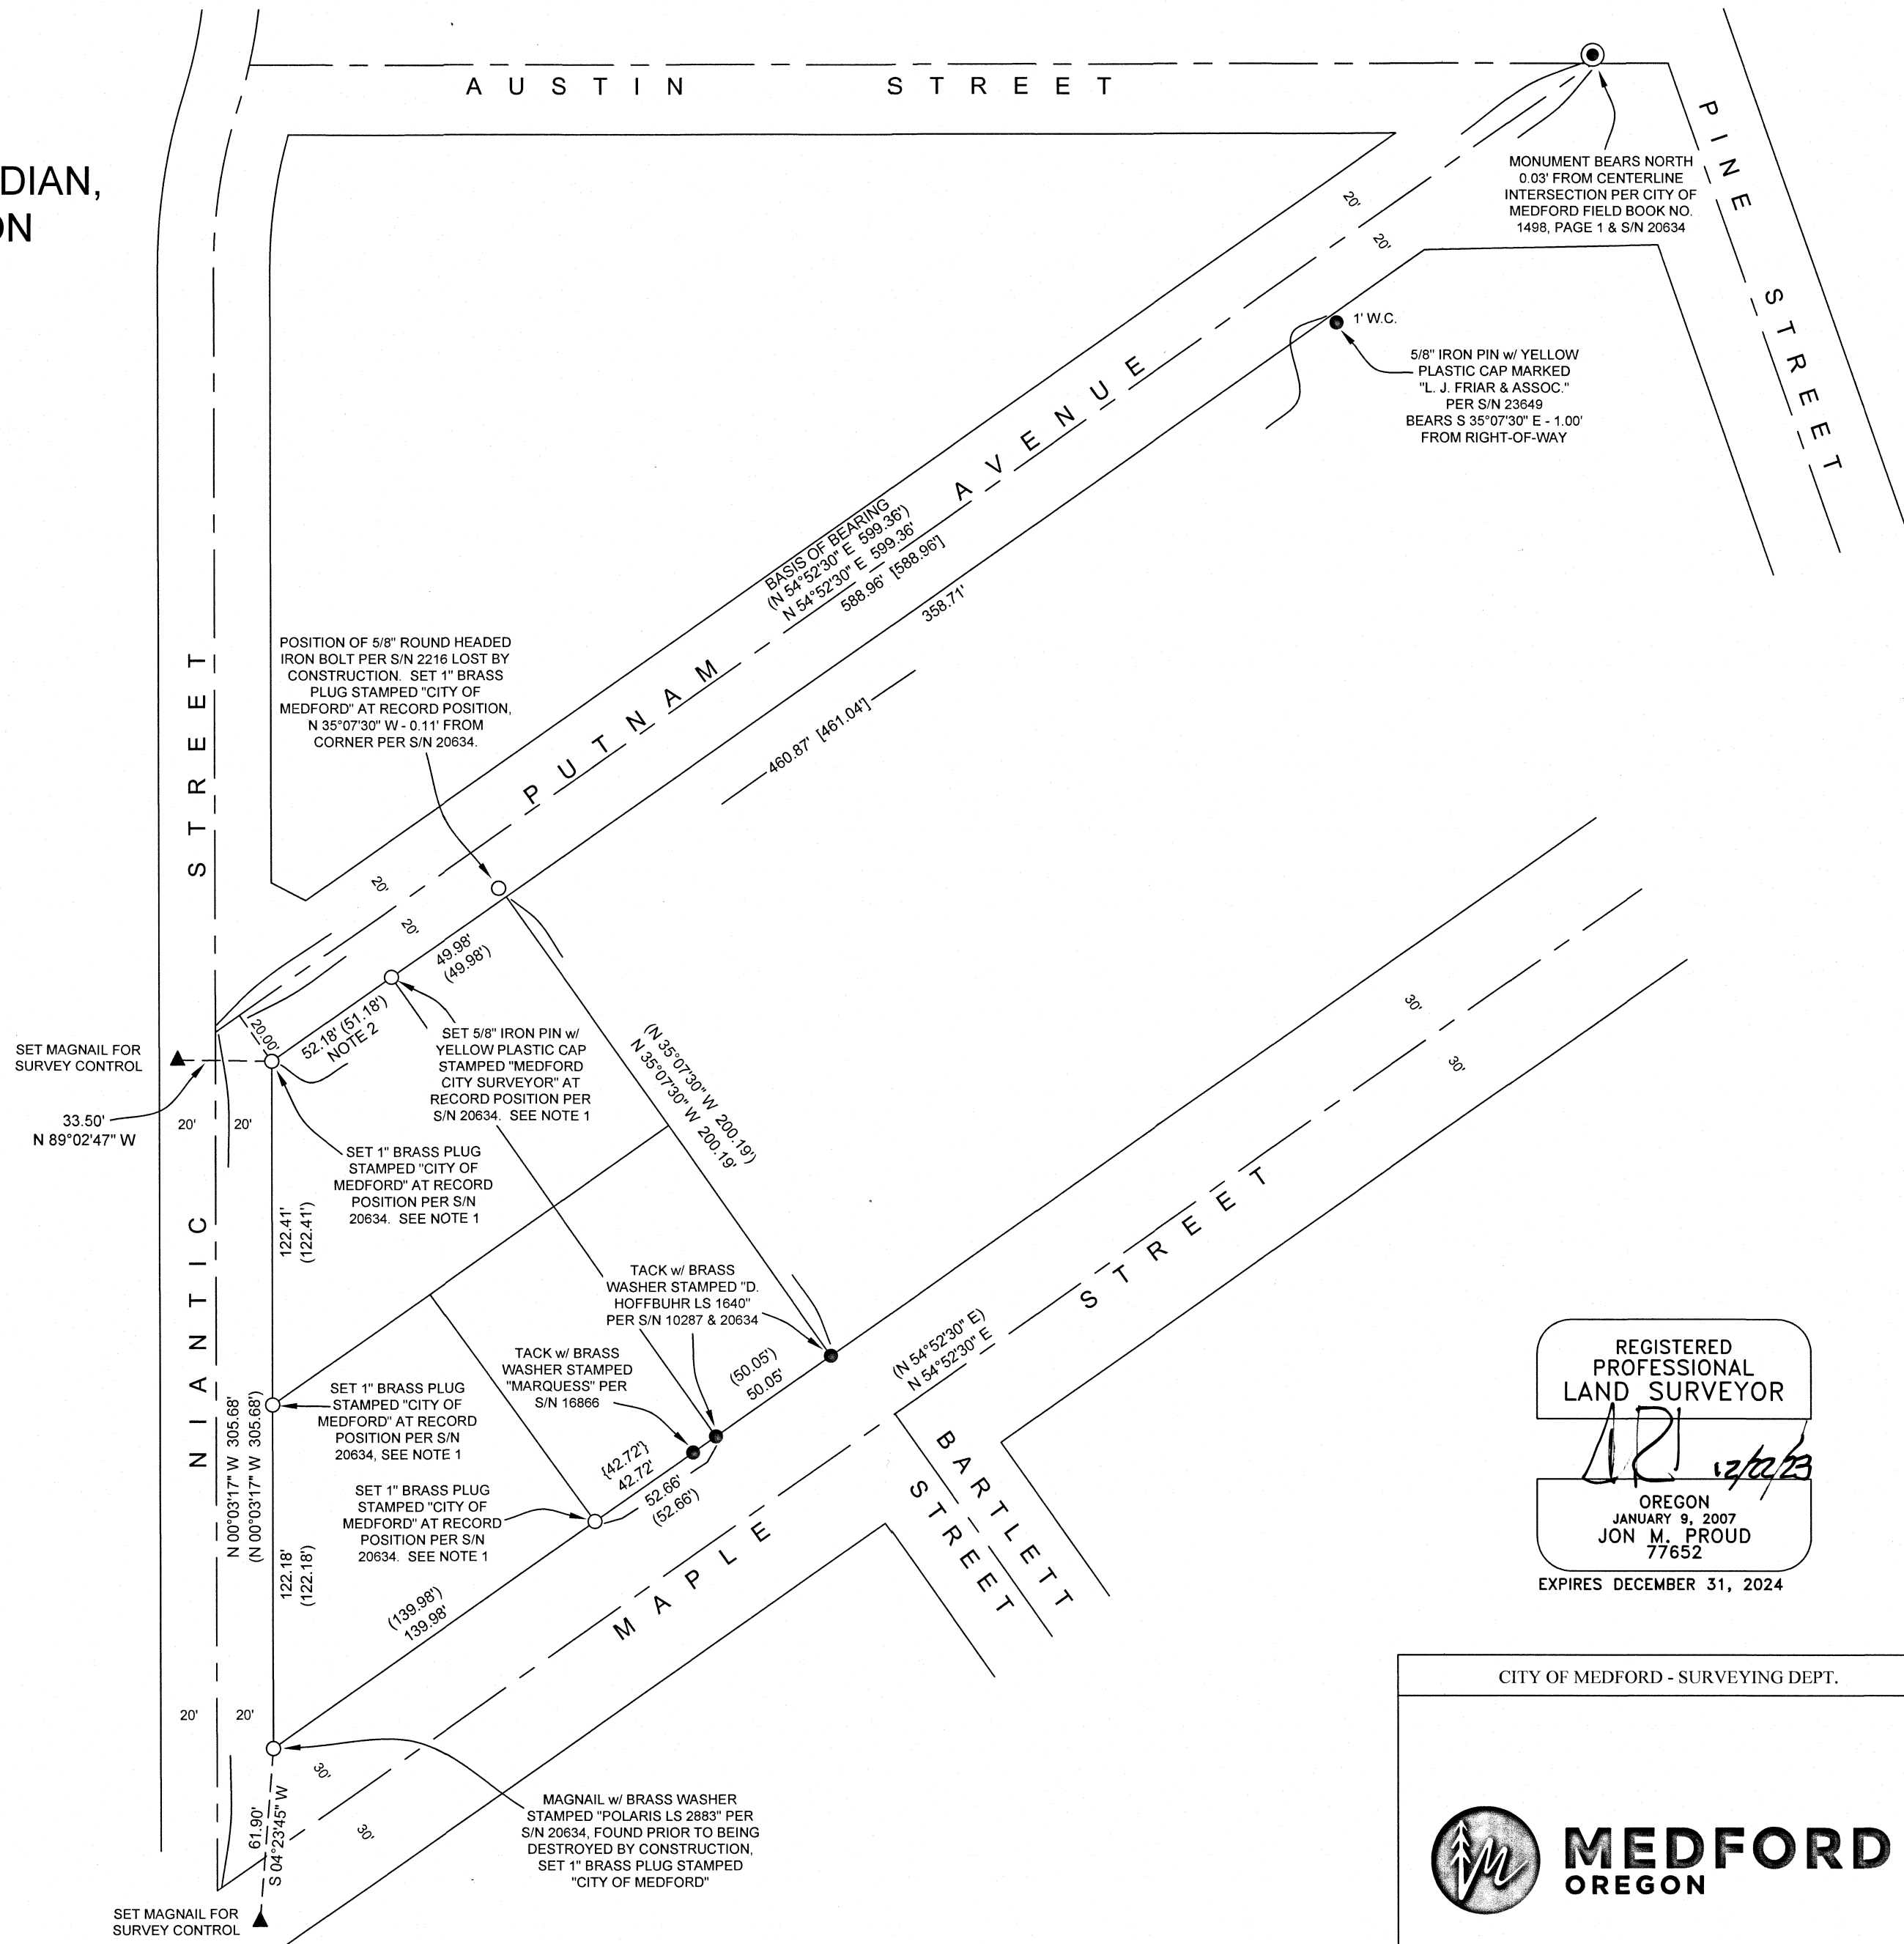 DIAN,
ON
AUSTIN STREET
PINE STREET
MONUMENT BEARS NORTH
0.03' FROM CENTERLINE
INTERSECTION PER CITY OF
MEDFORD FIELD BOOK NO.
1498, PAGE 1 & S/N 20634
20'
20'
1' W.C.
5/8" IRON PIN w/ YELLOW
PLASTIC CAP MARKED
"L. J. FRIAR & ASSOC."
PER S/N 23649
BEARS S 35°07'30" E - 1.00'
FROM RIGHT-OF-WAY
PUTNAM AVENUE
BASIS OF BEARING
(N 54°52'30" E 599.36')
N 54°52'30" E 599.36'
588.96' [588.96']
358.71'
460.87' [461.04']
POSITION OF 5/8" ROUND HEADED
IRON BOLT PER S/N 2216 LOST BY
CONSTRUCTION. SET 1" BRASS
PLUG STAMPED "CITY OF
MEDFORD" AT RECORD POSITION,
N 35°07'30" W - 0.11' FROM
CORNER PER S/N 20634.
NIANTIC STREET
20'
20'
49.98'
(49.98')
52.18' (51.18')
NOTE 2
20.00'
SET MAGNAIL FOR
SURVEY CONTROL
33.50'
N 89°02'47" W
20'
20'
SET 5/8" IRON PIN w/
YELLOW PLASTIC CAP
STAMPED "MEDFORD
CITY SURVEYOR" AT
RECORD POSITION PER
S/N 20634. SEE NOTE 1
(N 35°07'30" W 200.19')
N 35°07'30" W 200.19'
SET 1" BRASS PLUG
STAMPED "CITY OF
MEDFORD" AT RECORD
POSITION PER S/N
20634. SEE NOTE 1
122.41'
(122.41')
30'
30'
TACK w/ BRASS
WASHER STAMPED "D.
HOFFBUHR LS 1640"
PER S/N 10287 & 20634
TACK w/ BRASS
WASHER STAMPED
"MARQUESS" PER
S/N 16866
(50.05')
50.05'
MAPLE STREET
(N 54°52'30" E)
N 54°52'30" E
SET 1" BRASS PLUG
STAMPED "CITY OF
MEDFORD" AT RECORD
POSITION PER S/N
20634, SEE NOTE 1
N 00°03'17" W 305.68'
(N 00°03'17" W 305.68')
{42.72'}
42.72'
52.66'
(52.66')
SET 1" BRASS PLUG
STAMPED "CITY OF
MEDFORD" AT RECORD
POSITION PER S/N
20634. SEE NOTE 1
BARTLETT
STREET
122.18'
(122.18')
(139.98')
139.98'
20'
20'
30'
30'
61.90'
S 04°23'45" W
MAGNAIL w/ BRASS WASHER
STAMPED "POLARIS LS 2883" PER
S/N 20634, FOUND PRIOR TO BEING
DESTROYED BY CONSTRUCTION,
SET 1" BRASS PLUG STAMPED
"CITY OF MEDFORD"
SET MAGNAIL FOR
SURVEY CONTROL
REGISTERED
PROFESSIONAL
LAND SURVEYOR
12/22/23
OREGON
JANUARY 9, 2007
JON M. PROUD
77652
EXPIRES DECEMBER 31, 2024
CITY OF MEDFORD - SURVEYING DEPT.
MEDFORD
OREGON